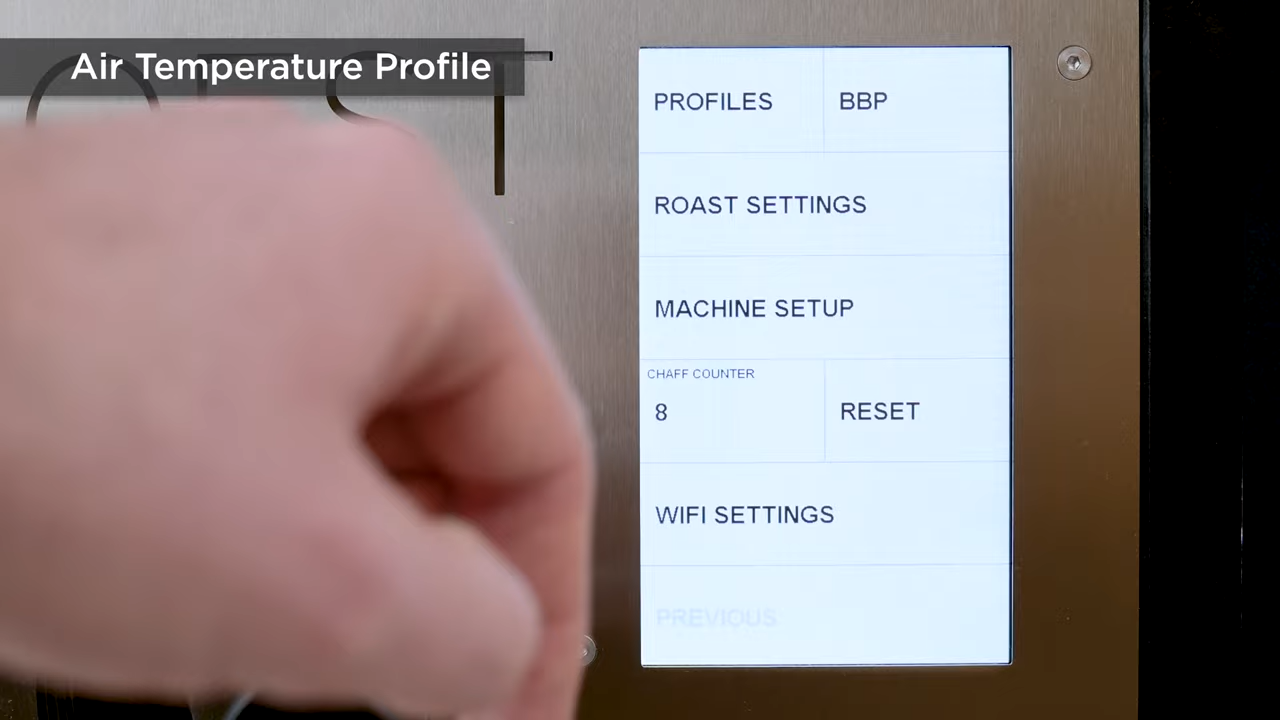 Air Temperature Profile
PROFILES
BBP
ROAST SETTINGS
MACHINE SETUP
CHAFF COUNTER
8
RESET
WIFI SETTINGS
PREVIOUS